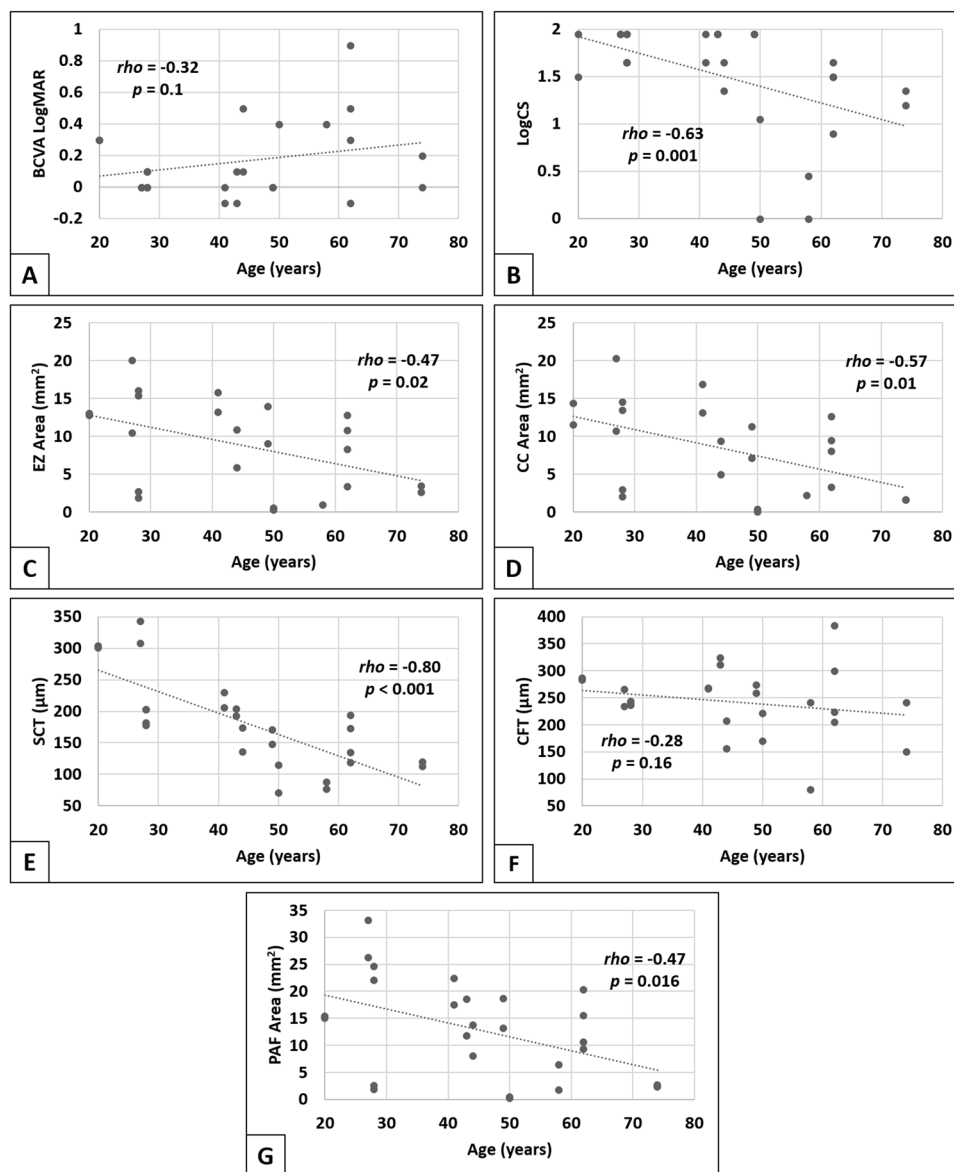 1
0.8
0.6
0.4
0.2
0
-0.2
BCVA LogMAR
rho = -0.32
p = 0.1
20 30 40 50 60 70 80
Age (years)
A
2
1.5
1
0.5
0
LogCS
rho = -0.63
p = 0.001
20 30 40 50 60 70 80
Age (years)
B
25
20
15
10
5
0
EZ Area (mm²)
rho = -0.47
p = 0.02
20 30 40 50 60 70 80
Age (years)
C
25
20
15
10
5
0
CC Area (mm²)
rho = -0.57
p = 0.01
20 30 40 50 60 70 80
Age (years)
D
350
300
250
200
150
100
50
SCT (µm)
rho = -0.80
p < 0.001
20 30 40 50 60 70 80
Age (years)
E
400
350
300
250
200
150
100
50
CFT (µm)
rho = -0.28
p = 0.16
20 30 40 50 60 70 80
Age (years)
F
35
30
25
20
15
10
5
0
PAF Area (mm²)
rho = -0.47
p = 0.016
20 30 40 50 60 70 80
Age (years)
G